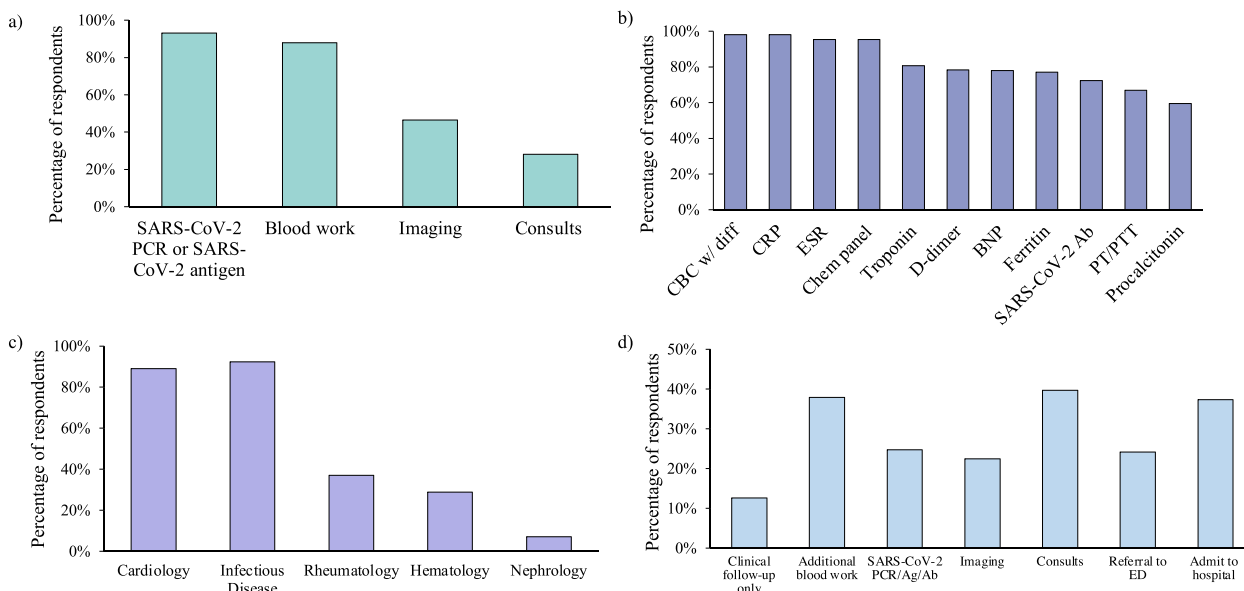 a)
Percentage of respondents
100%
80%
60%
40%
20%
0%
SARS-CoV-2
PCR or SARS-
CoV-2 antigen
Blood work
Imaging
Consults
b)
Percentage of respondents
100%
80%
60%
40%
20%
0%
CBC w/ diff
CRP
ESR
Chem panel
Troponin
D-dimer
BNP
Ferritin
SARS-CoV-2 Ab
PT/PTT
Procalcitonin
c)
Percentage of respondents
100%
80%
60%
40%
20%
0%
Cardiology
Infectious
Disease
Rheumatology
Hematology
Nephrology
d)
Percentage of respondents
50%
40%
30%
20%
10%
0%
Clinical
follow-up
only
Additional
blood work
SARS-CoV-2
PCR/Ag/Ab
Imaging
Consults
Referral to
ED
Admit to
hospital